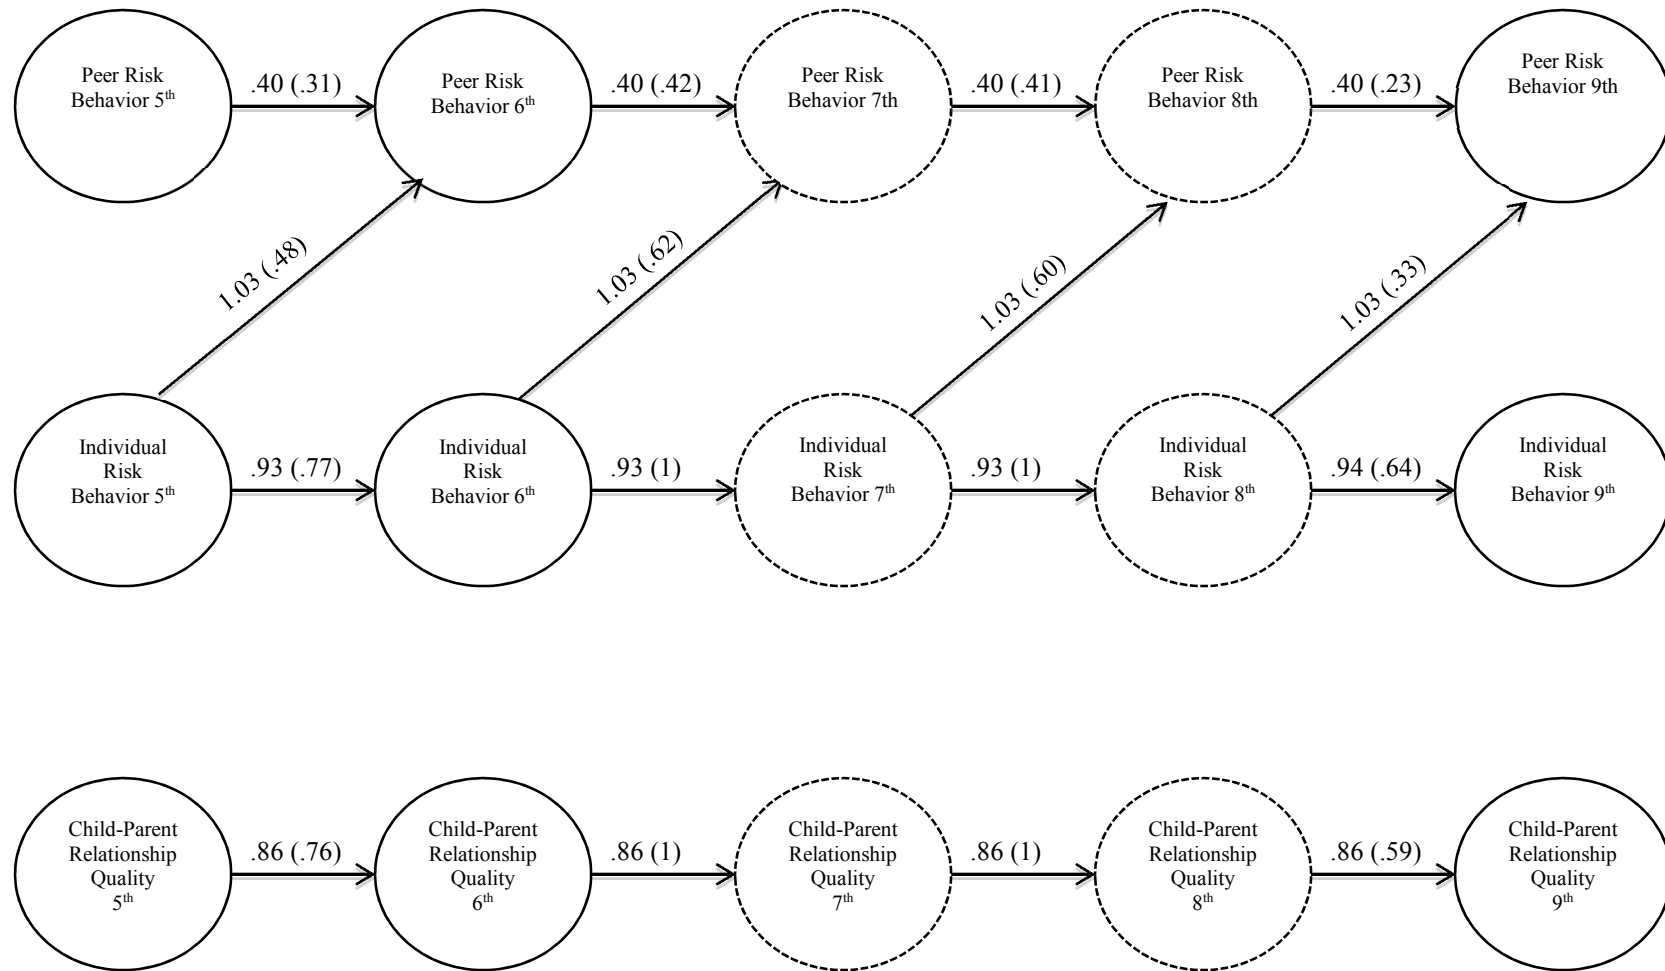 Peer Risk
Behavior 5th
.40 (.31)
Peer Risk
Behavior 6th
.40 (.42)
Peer Risk
Behavior 7th
.40 (.41)
Peer Risk
Behavior 8th
.40 (.23)
Peer Risk
Behavior 9th
1.03 (.48)
1.03 (.62)
1.03 (.60)
1.03 (.33)
Individual
Risk
Behavior 5th
.93 (.77)
Individual
Risk
Behavior 6th
.93 (1)
Individual
Risk
Behavior 7th
.93 (1)
Individual
Risk
Behavior 8th
.94 (.64)
Individual
Risk
Behavior 9th
Child-Parent
Relationship
Quality
5th
.86 (.76)
Child-Parent
Relationship
Quality
6th
.86 (1)
Child-Parent
Relationship
Quality
7th
.86 (1)
Child-Parent
Relationship
Quality
8th
.86 (.59)
Child-Parent
Relationship
Quality
9th